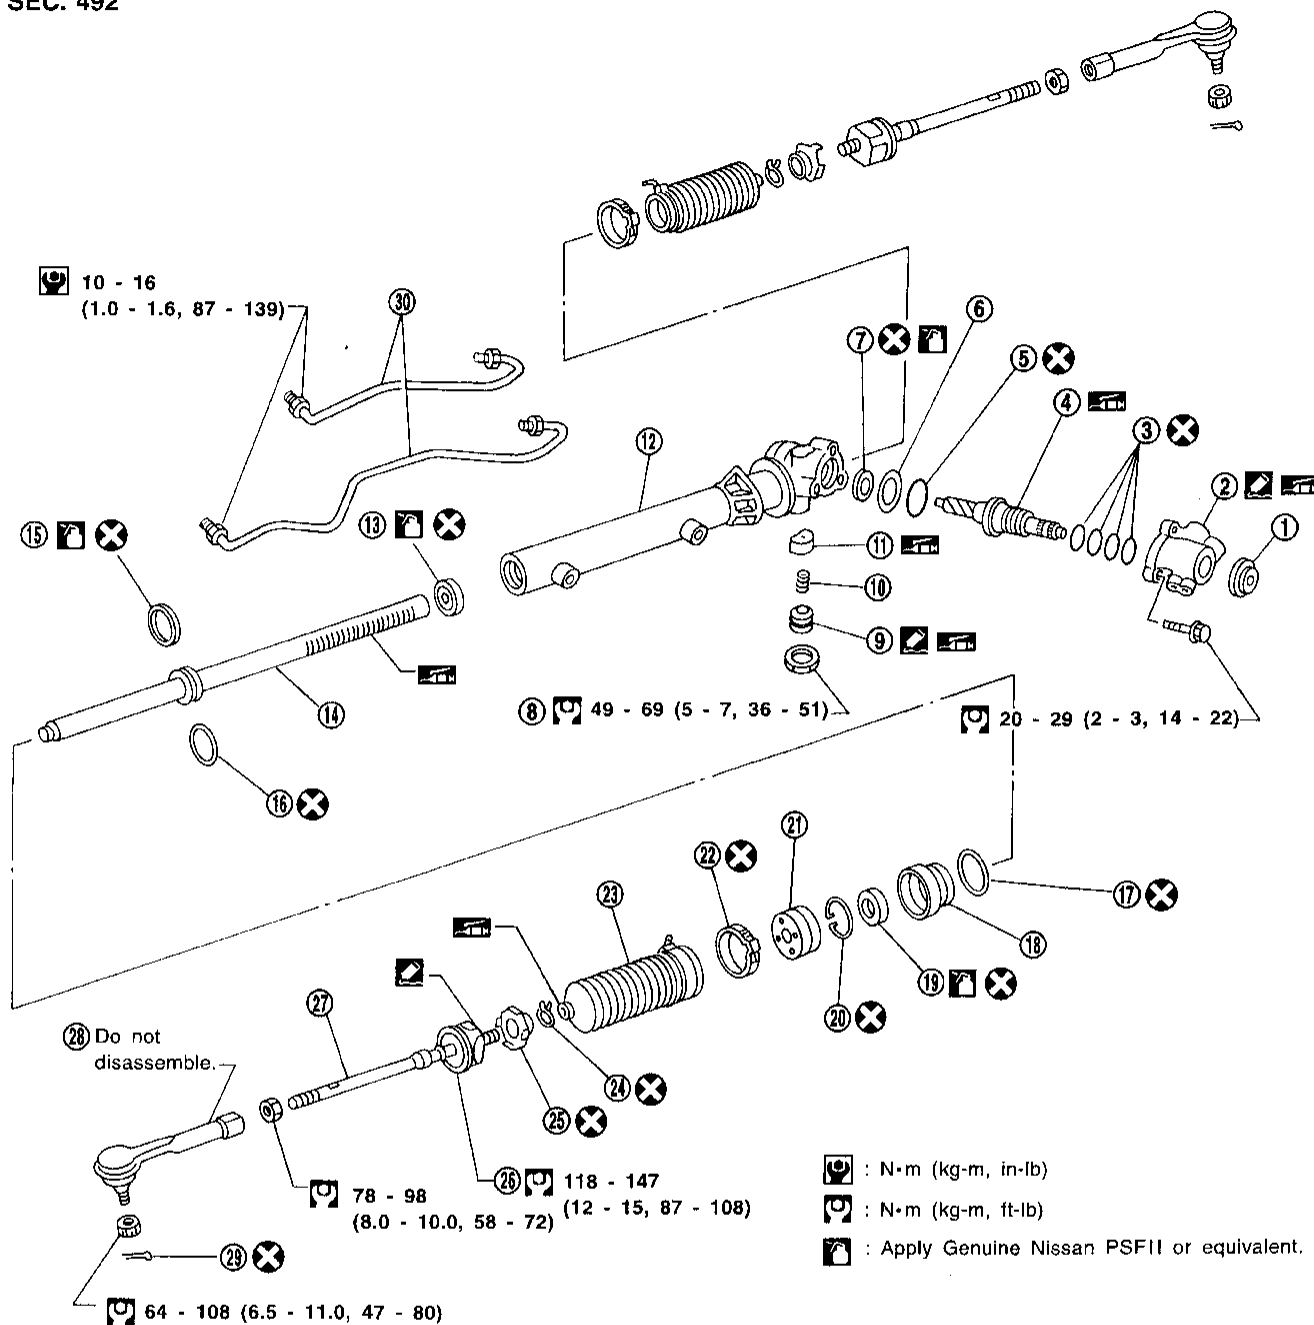 SEC. 492
10 - 16
(1.0 - 1.6, 87 - 139)
30
6
7
5
4
3
2
1
12
13
15
11
10
9
14
8 49 - 69 (5 - 7, 36 - 51)
20 - 29 (2 - 3, 14 - 22)
16
21
22
17
23
18
19
20
27
28 Do not
disassemble.
24
25
26 118 - 147
(12 - 15, 87 - 108)
78 - 98
(8.0 - 10.0, 58 - 72)
29
64 - 108 (6.5 - 11.0, 47 - 80)
: N•m (kg-m, in-lb)
: N•m (kg-m, ft-lb)
: Apply Genuine Nissan PSFII or equivalent.